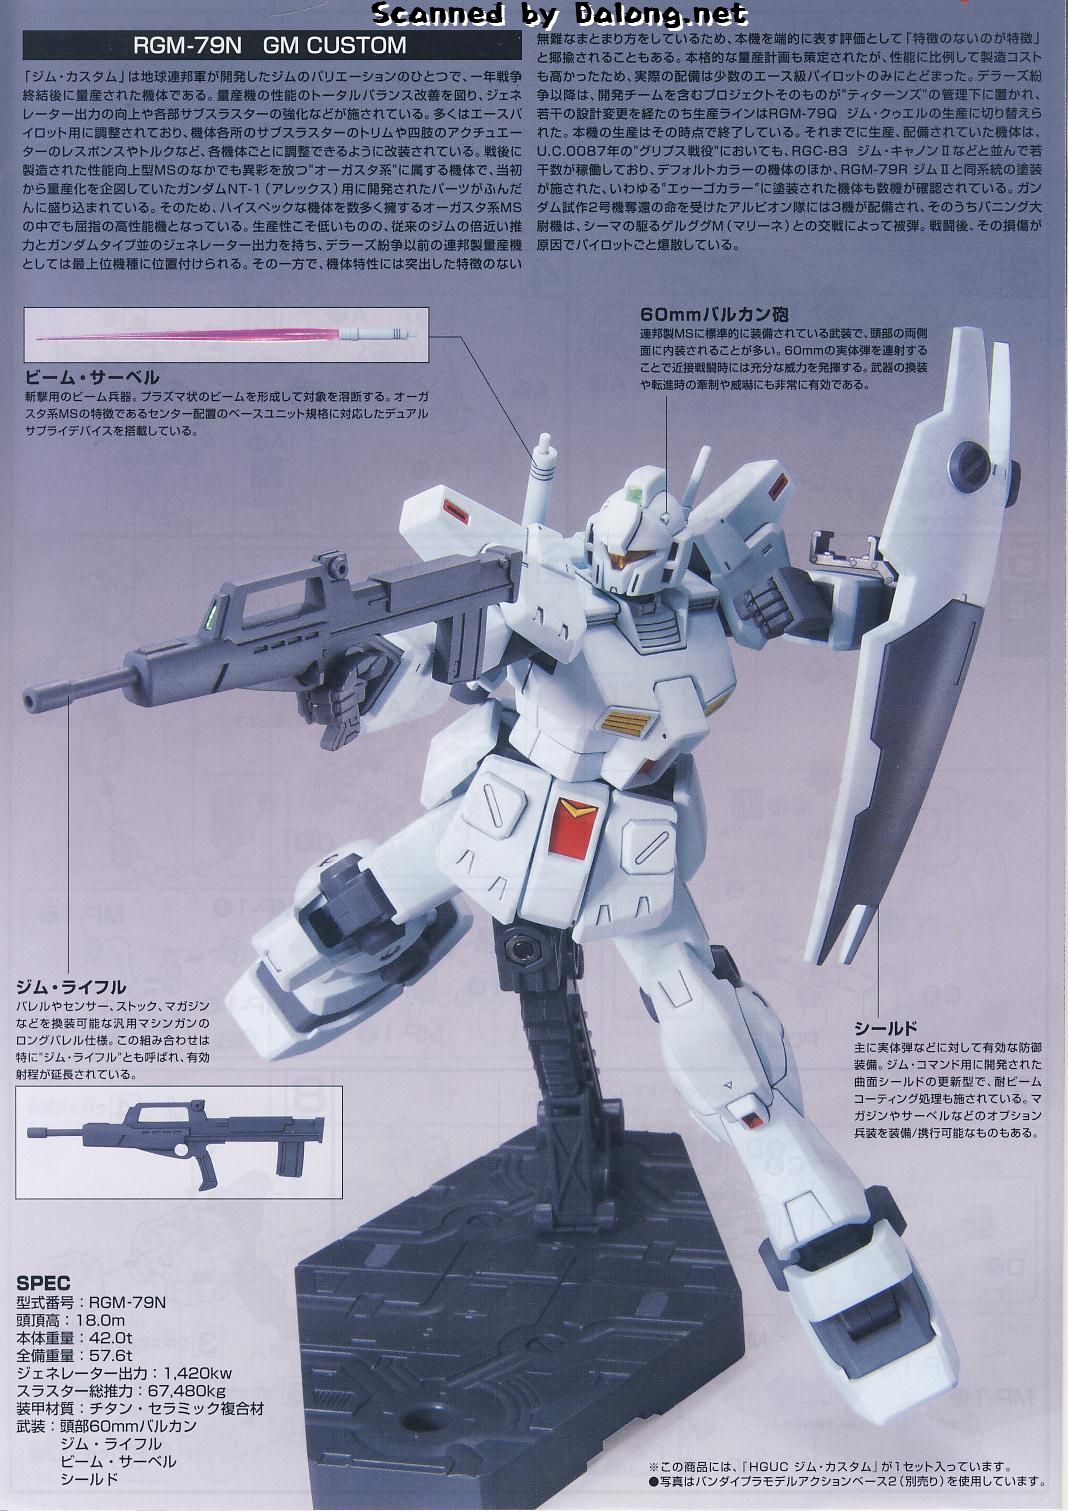 Scanned by Dalong.net
RGM-79N GM CUSTOM
「ジム・カスタム」は地球連邦軍が開発したジムのバリエーションのひとつで、一年戦争
終結後に量産された機体である。量産機の性能のトータルバランス改善を図り、ジェネ
レーター出力の向上や各部サブスラスターの強化などが施されている。多くはエースパ
イロット用に調整されており、機体各所のサブスラスターのトリムや四肢のアクチュエー
ターのレスポンスやトルクなど、各機体ごとに調整できるように改装されている。戦後に
製造された性能向上型MSのなかでも異彩を放つ"オーガスタ系"に属する機体で、当初
から量産化を企図していたガンダムNT-1（アレックス）用に開発されたパーツがふんだ
んに盛り込まれている。そのため、ハイスペックな機体を数多く擁するオーガスタ系MS
の中でも屈指の高性能機となっている。生産性こそ低いものの、従来のジムの倍近い推
力とガンダムタイプ並のジェネレーター出力を持ち、デラーズ紛争以前の連邦製量産機
としては最上位機種に位置付けられる。その一方で、機体特性には突出した特徴のない
無難なまとまり方をしているため、本機を端的に表す評価として「特徴のないのが特徴」
と揶揄されることもある。本格的な量産計画も策定されたが、性能に比例して製造コスト
も高かったため、実際の配備は少数のエース級パイロットのみにとどまった。デラーズ紛
争以降は、開発チームを含むプロジェクトそのものが"ティターンズ"の管理下に置かれ、
若干の設計変更を経たのち生産ラインはRGM-79Q ジム・クゥエルの生産に切り替えら
れた。本機の生産はその時点で終了している。それまでに生産、配備されていた機体は、
U.C.0087年の"グリプス戦役"においても、RGC-83 ジム・キャノンⅡなどと並んで若
干数が稼働しており、デフォルトカラーの機体のほか、RGM-79R ジムⅡと同系統の塗装
が施された、いわゆる"エゥーゴカラー"に塗装された機体も数機が確認されている。ガン
ダム試作2号機奪還の命を受けたアルビオン隊には3機が配備され、そのうちバニング大
尉機は、シーマの駆るゲルググM（マリーネ）との交戦によって被弾。戦闘後、その損傷が
原因でパイロットごと爆散している。
ビーム・サーベル
斬撃用のビーム兵器。プラズマ状のビームを形成して対象を溶断する。オーガ
スタ系MSの特徴であるセンター配置のベースユニット規格に対応したデュアル
サプライデバイスを搭載している。
60mmバルカン砲
連邦製MSに標準的に装備されている武装で、頭部の両側
面に内装されることが多い。60mmの実体弾を連射する
ことで近接戦闘時には充分な威力を発揮する。武器の換装
や転進時の牽制や威嚇にも非常に有効である。
ジム・ライフル
バレルやセンサー、ストック、マガジン
などを換装可能な汎用マシンガンの
ロングバレル仕様。この組み合わせは
特に"ジム・ライフル"とも呼ばれ、有効
射程が延長されている。
シールド
主に実体弾などに対して有効な防御
装備。ジム・コマンド用に開発された
曲面シールドの更新型で、耐ビーム
コーティング処理も施されている。マ
ガジンやサーベルなどのオプション
兵装を装備/携行可能なものもある。
SPEC
型式番号：RGM-79N
頭頂高：18.0m
本体重量：42.0t
全備重量：57.6t
ジェネレーター出力：1,420kw
スラスター総推力：67,480kg
装甲材質：チタン・セラミック複合材
武装：頭部60mmバルカン
ジム・ライフル
ビーム・サーベル
シールド
※この商品には、『HGUC ジム・カスタム』が1セット入っています。
●写真はバンダイプラモデルアクションベース2（別売り）を使用しています。